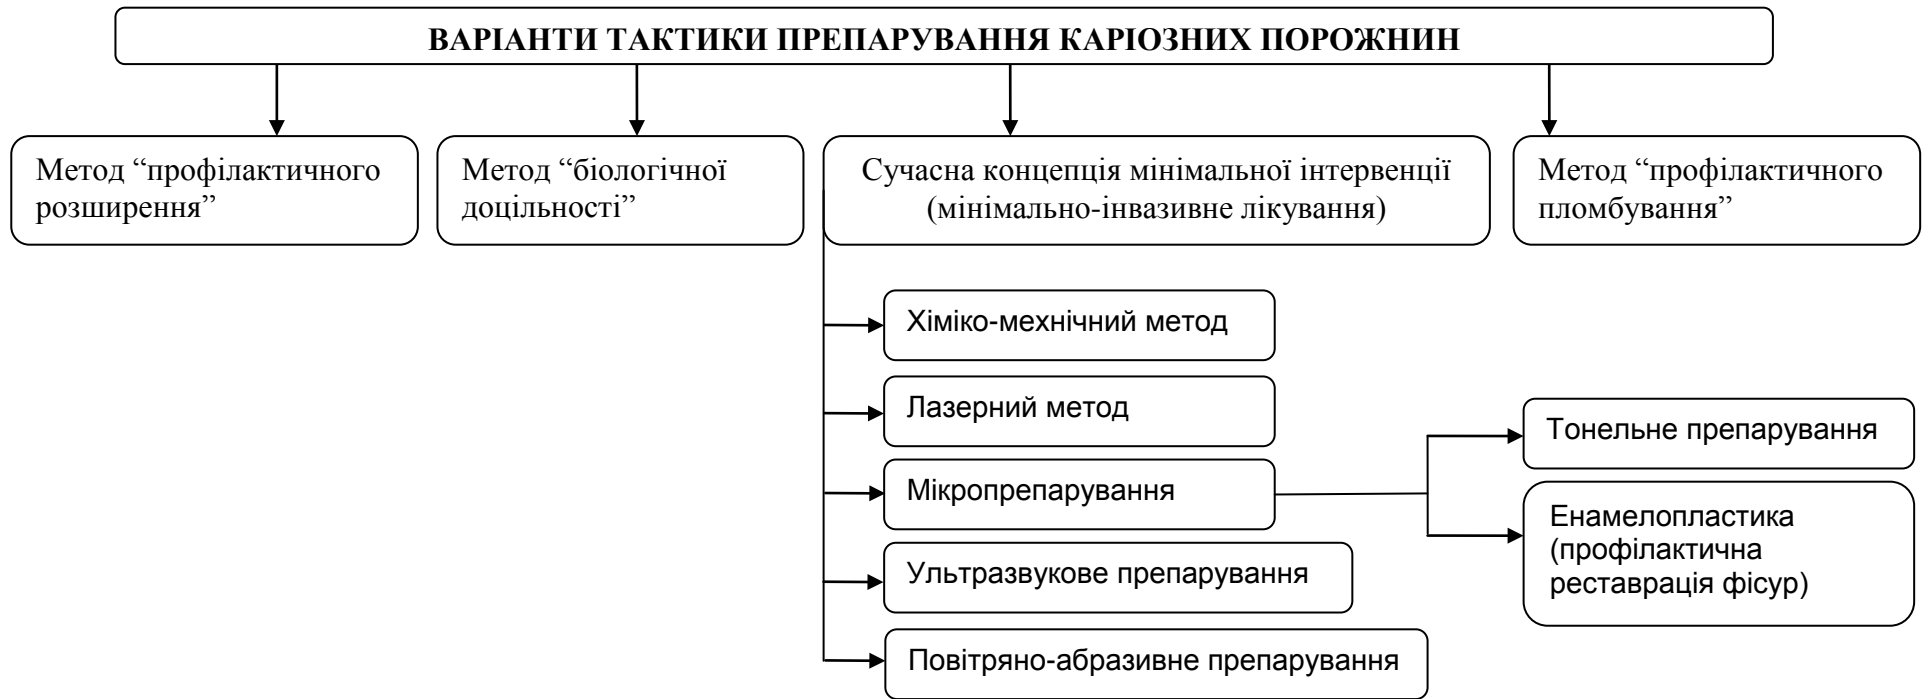 ВАРІАНТИ ТАКТИКИ ПРЕПАРУВАННЯ КАРІОЗНИХ ПОРОЖНИН
Метод “профілактичного
розширення”
Метод “біологічної
доцільності”
Сучасна концепція мінімальної інтервенції
(мінімально-інвазивне лікування)
Метод “профілактичного
пломбування”
Хіміко-мехнічний метод
Лазерний метод
Мікропрепарування
Ультразвукове препарування
Повітряно-абразивне препарування
Тонельне препарування
Енамелопластика
(профілактична
реставрація фісур)